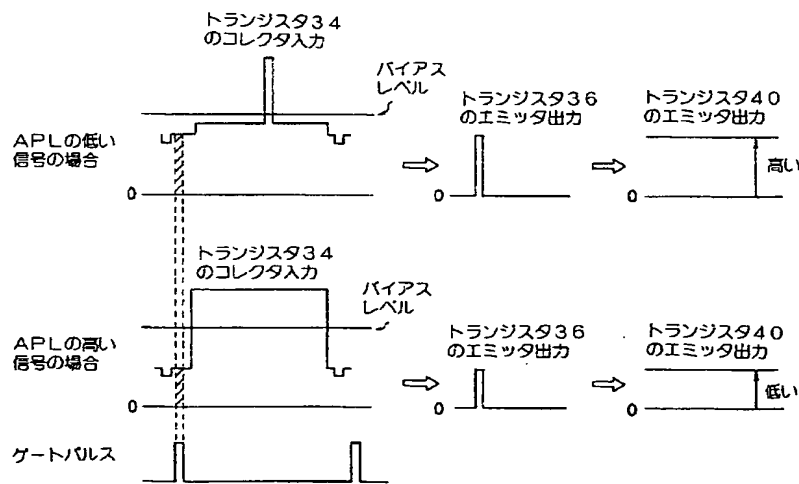 トランジスタ34
のコレクタ入力
バイアス
レベル
APLの低い
信号の場合
0
トランジスタ36
のエミッタ出力
0
トランジスタ40
のエミッタ出力
0
高い
トランジスタ34
のコレクタ入力
バイアス
レベル
APLの高い
信号の場合
0
トランジスタ36
のエミッタ出力
0
トランジスタ40
のエミッタ出力
0
低い
ゲートパルス